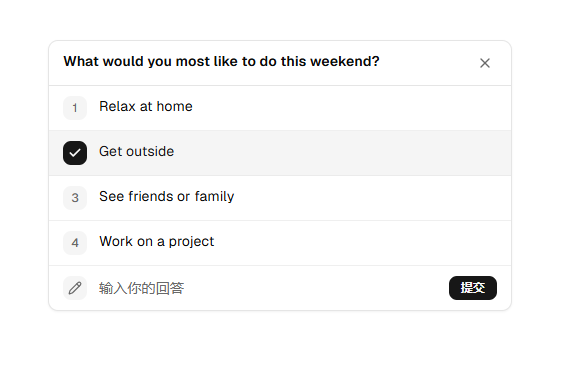 What would you most like to do this weekend?
1 Relax at home
Get outside
3 See friends or family
4 Work on a project
输入你的回答 提交